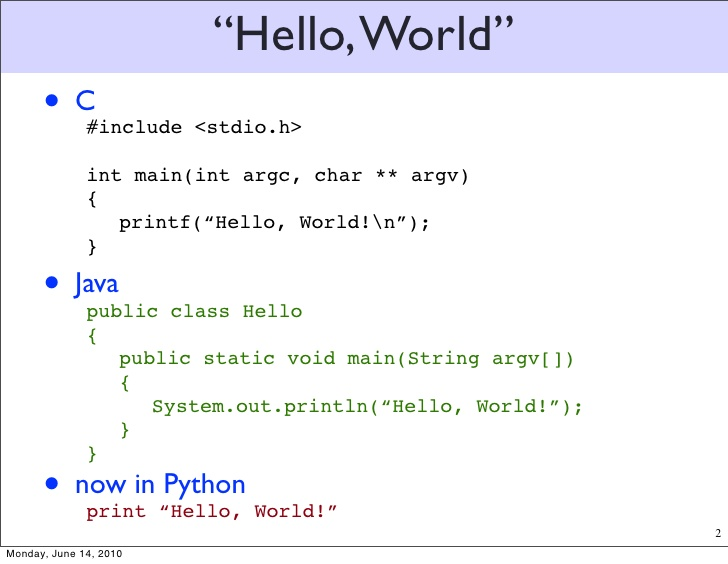 “Hello, World”
• C
#include <stdio.h>
int main(int argc, char ** argv)
{
printf(“Hello, World!\n”);
}
• Java
public class Hello
{
public static void main(String argv[])
{
System.out.println(“Hello, World!”);
}
}
• now in Python
print “Hello, World!”
2
Monday, June 14, 2010